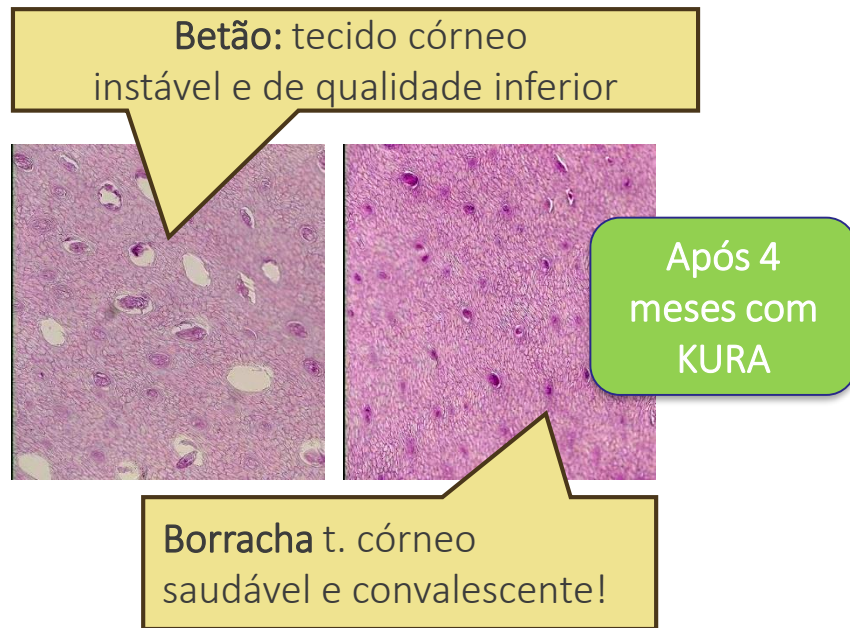 Betão: tecido córneo
instável e de qualidade inferior
Após 4
meses com
KURA
Borracha t. córneo
saudável e convalescente!